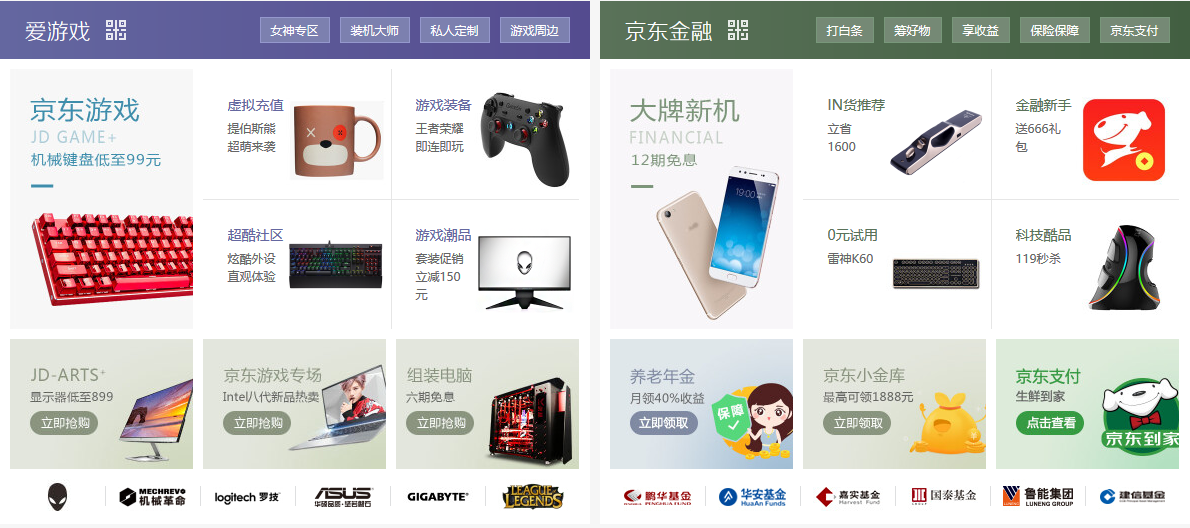 爱游戏
女神专区
装机大师
私人定制
游戏周边
京东游戏
JD GAME+
机械键盘低至99元
虚拟充值
提伯斯熊
超萌来袭
游戏装备
王者荣耀
即连即玩
超酷社区
炫酷外设
直观体验
游戏潮品
套装促销
立减150
元
JD-ARTS+
显示器低至899
立即抢购
京东游戏专场
Intel八代新品热卖
立即抢购
组装电脑
六期免息
立即抢购
MECHREVO
机械革命
logitech 罗技
ASUS
华硕品质·坚若磐石
GIGABYTE
LEAGUE
LEGENDS
京东金融
打白条
筹好物
享收益
保险保障
京东支付
大牌新机
FINANCIAL
12期免息
19:00
IN货推荐
立省
1600
金融新手
送666礼
包
0元试用
雷神K60
科技酷品
119秒杀
养老年金
月领40%收益
立即领取
保障
京东小金库
最高可领1888元
立即领取
京东支付
生鲜到家
点击查看
京东到家
鹏华基金
PENGHUA FUND
华安基金
HuaAn Funds
嘉实基金
Harvest Fund
国泰基金
鲁能集团
LUNENG GROUP
建信基金